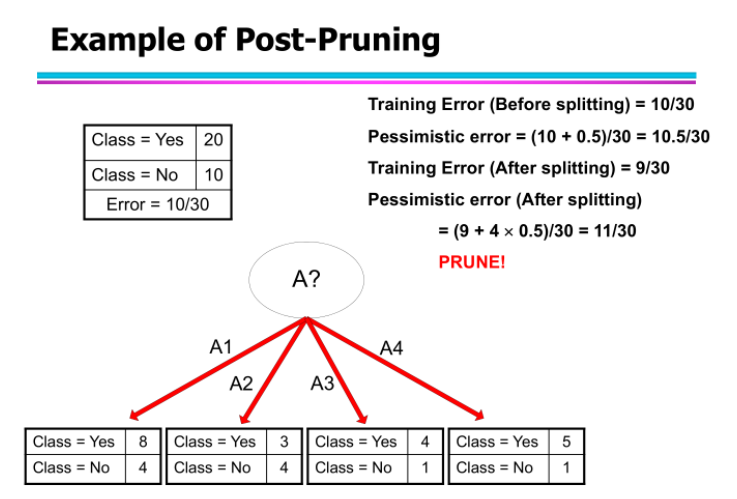 Example of Post-Pruning
Training Error (Before splitting) = 10/30
Pessimistic error = (10 + 0.5)/30 = 10.5/30
Training Error (After splitting) = 9/30
Pessimistic error (After splitting)
= (9 + 4 × 0.5)/30 = 11/30
PRUNE!
Class = Yes 20
Class = No 10
Error = 10/30
A?
A1
A2
A3
A4
Class = Yes 8
Class = No 4
Class = Yes 3
Class = No 4
Class = Yes 4
Class = No 1
Class = Yes 5
Class = No 1